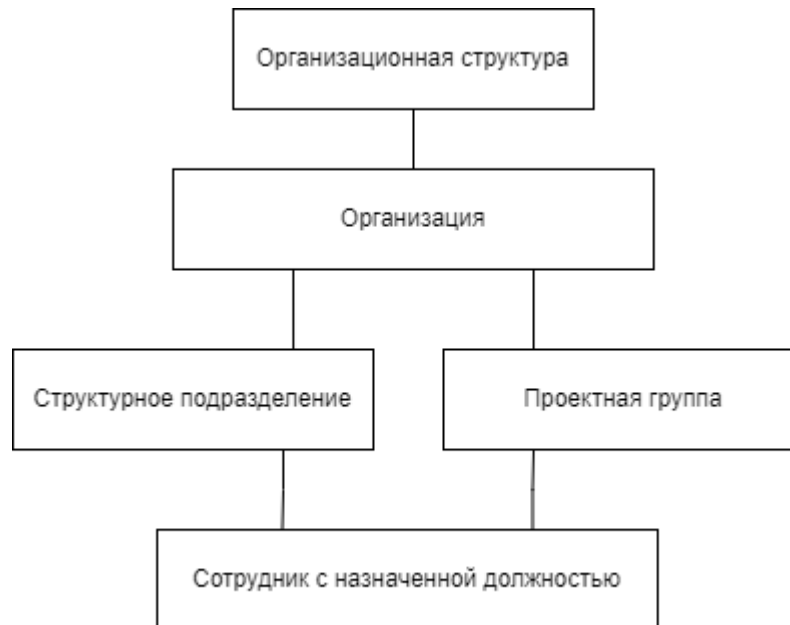 Организационная структура
Организация
Структурное подразделение
Проектная группа
Сотрудник с назначенной должностью